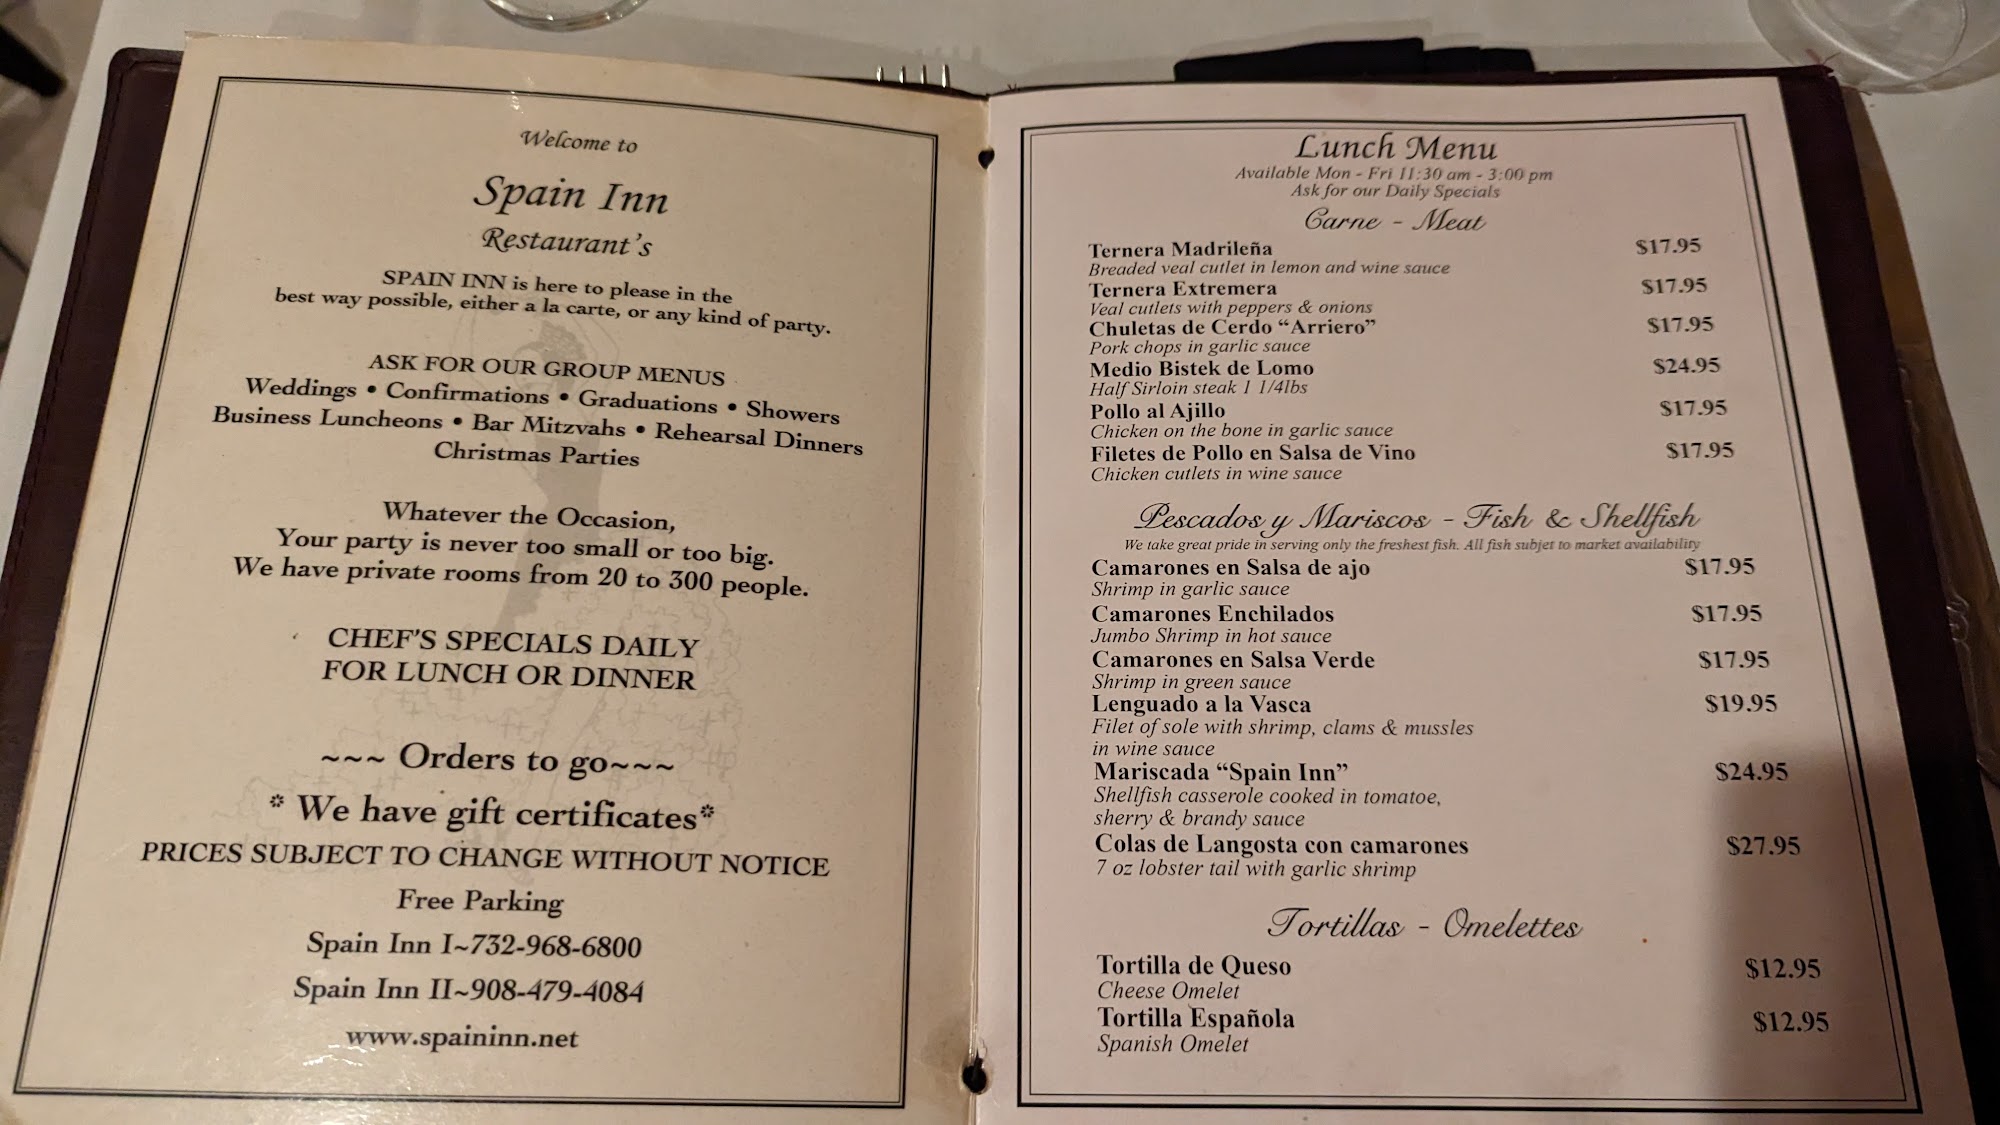 Welcome to
Spain Inn
Restaurant's
SPAIN INN is here to please in the
best way possible, either a la carte, or any kind of party.
ASK FOR OUR GROUP MENUS
Weddings • Confirmations • Graduations • Showers
Business Luncheons • Bar Mitzvahs • Rehearsal Dinners
Christmas Parties
Whatever the Occasion,
Your party is never too small or too big.
We have private rooms from 20 to 300 people.
CHEF'S SPECIALS DAILY
FOR LUNCH OR DINNER
~~~ Orders to go~~~
* We have gift certificates*
PRICES SUBJECT TO CHANGE WITHOUT NOTICE
Free Parking
Spain Inn I~732-968-6800
Spain Inn II~908-479-4084
www.spaininn.net
Lunch Menu
Available Mon - Fri 11:30 am - 3:00 pm
Ask for our Daily Specials
Carne - Meat
Ternera Madrileña $17.95
Breaded veal cutlet in lemon and wine sauce
Ternera Extremera $17.95
Veal cutlets with peppers & onions
Chuletas de Cerdo “Arriero” $17.95
Pork chops in garlic sauce
Medio Bistek de Lomo $24.95
Half Sirloin steak 1 1/4lbs
Pollo al Ajillo $17.95
Chicken on the bone in garlic sauce
Filetes de Pollo en Salsa de Vino $17.95
Chicken cutlets in wine sauce
Pescados y Mariscos - Fish & Shellfish
We take great pride in serving only the freshest fish. All fish subjet to market availability
Camarones en Salsa de ajo $17.95
Shrimp in garlic sauce
Camarones Enchilados $17.95
Jumbo Shrimp in hot sauce
Camarones en Salsa Verde $17.95
Shrimp in green sauce
Lenguado a la Vasca $19.95
Filet of sole with shrimp, clams & mussles
in wine sauce
Mariscada “Spain Inn” $24.95
Shellfish casserole cooked in tomatoe,
sherry & brandy sauce
Colas de Langosta con camarones $27.95
7 oz lobster tail with garlic shrimp
Tortillas - Omelettes
Tortilla de Queso $12.95
Cheese Omelet
Tortilla Española $12.95
Spanish Omelet